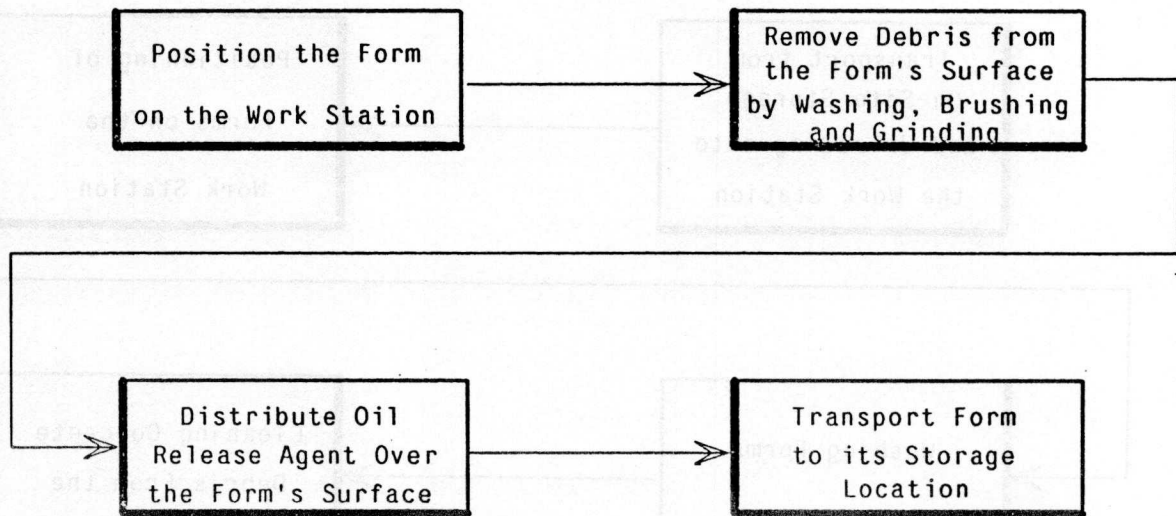 Position the Form
on the Work Station
Remove Debris from
the Form's Surface
by Washing, Brushing
and Grinding
Distribute Oil
Release Agent Over
the Form's Surface
Transport Form
to its Storage
Location